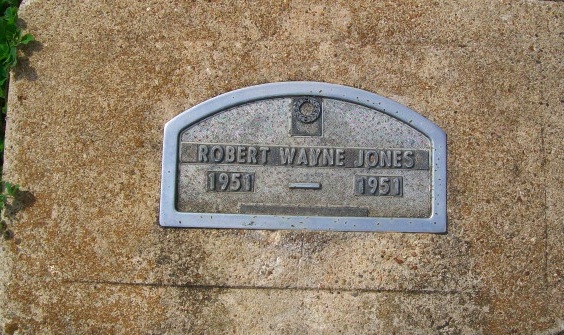 ROBERT WAYNE JONES
1951 — 1951